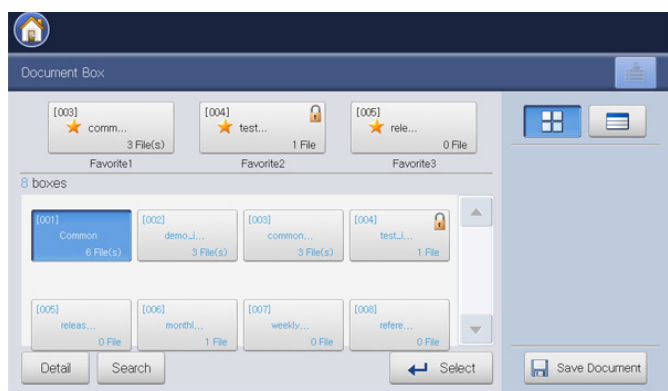 Document Box
[003]
comm...
3 File(s)
Favorite1
[004]
test...
1 File
Favorite2
[005]
rele...
0 File
Favorite3
8 boxes
[001]
Common
6 File(s)
[002]
demo_i...
3 File(s)
[003]
common...
3 File(s)
[004]
test_i...
1 File
[005]
releas...
0 File
[006]
monthl...
1 File
[007]
weekly...
0 File
[008]
refere...
0 File
Detail
Search
Select
Save Document